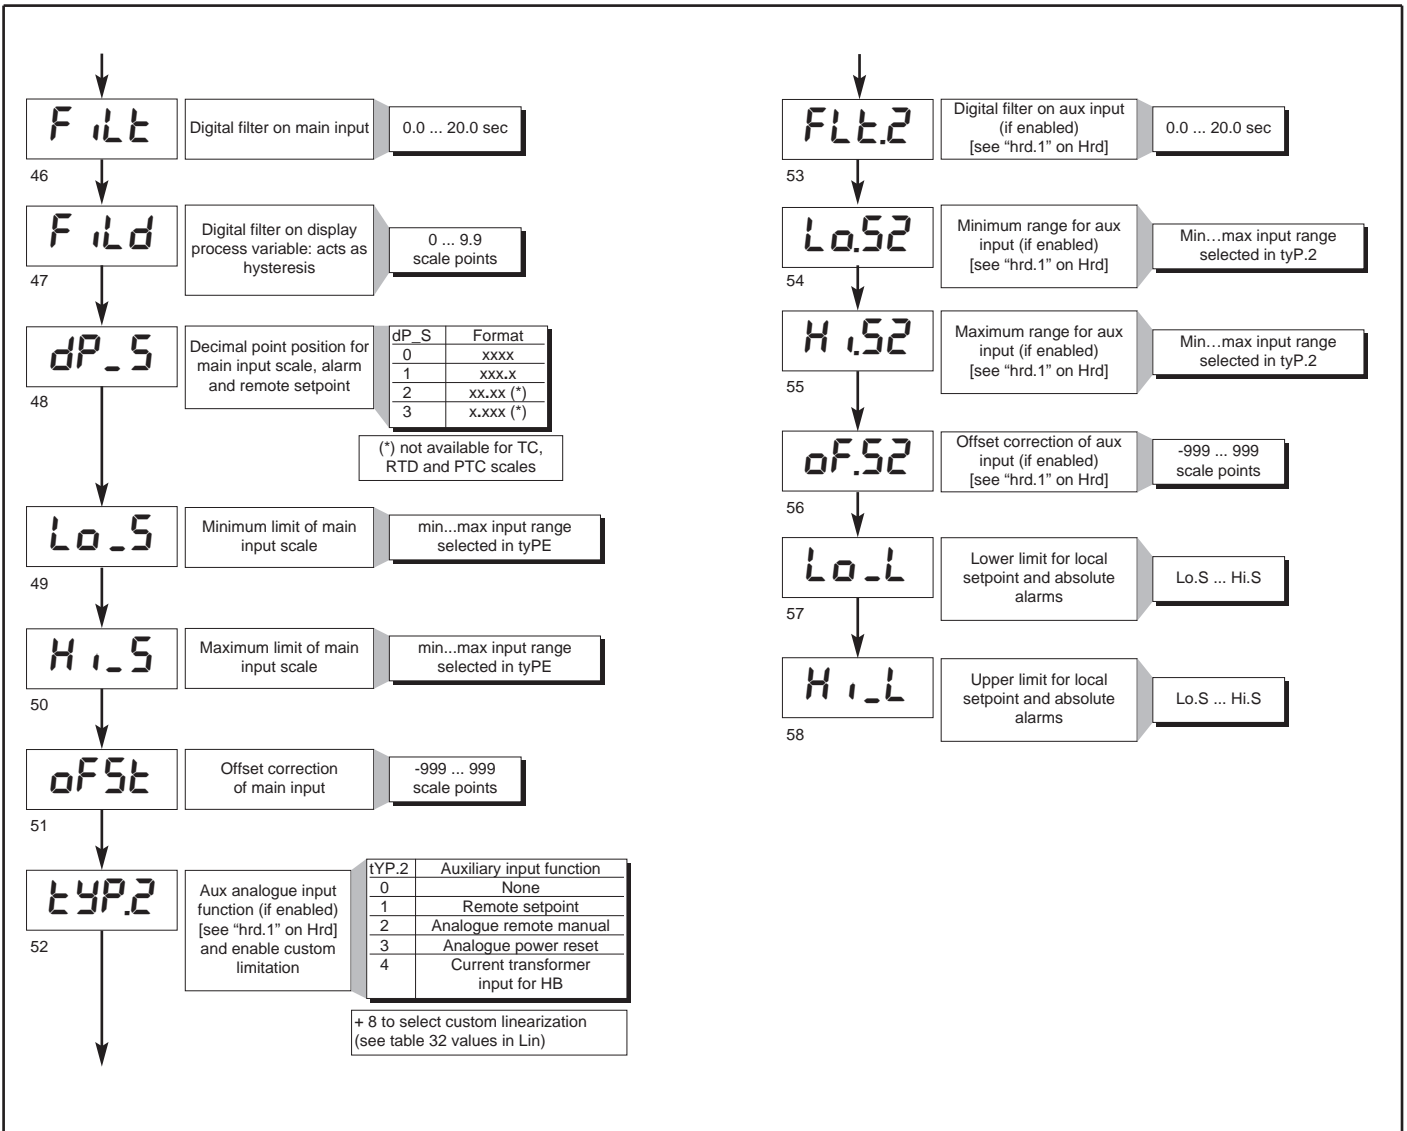 FiLt
Digital filter on main input
0.0 ... 20.0 sec
46
FiLd
Digital filter on display
process variable: acts as
hysteresis
0 ... 9.9
scale points
47
dP_S
Decimal point position for
main input scale, alarm
and remote setpoint
dP_S Format
0 xxxx
1 xxx.x
2 xx.xx (*)
3 x.xxx (*)
48
(*) not available for TC,
RTD and PTC scales
Lo_S
Minimum limit of main
input scale
min...max input range
selected in tyPE
49
Hi_S
Maximum limit of main
input scale
min...max input range
selected in tyPE
50
oFSt
Offset correction
of main input
-999 ... 999
scale points
51
tYP.2
Aux analogue input
function (if enabled)
[see “hrd.1” on Hrd]
and enable custom
limitation
tYP.2 Auxiliary input function
0 None
1 Remote setpoint
2 Analogue remote manual
3 Analogue power reset
4 Current transformer
input for HB
52
+ 8 to select custom linearization
(see table 32 values in Lin)
FLt.2
Digital filter on aux input
(if enabled)
[see “hrd.1” on Hrd]
0.0 ... 20.0 sec
53
Lo.S2
Minimum range for aux
input (if enabled)
[see “hrd.1” on Hrd]
Min…max input range
selected in tyP.2
54
Hi.S2
Maximum range for aux
input (if enabled)
[see “hrd.1” on Hrd]
Min…max input range
selected in tyP.2
55
oF.S2
Offset correction of aux
input (if enabled)
[see “hrd.1” on Hrd]
-999 ... 999
scale points
56
Lo_L
Lower limit for local
setpoint and absolute
alarms
Lo.S ... Hi.S
57
Hi_L
Upper limit for local
setpoint and absolute
alarms
Lo.S ... Hi.S
58